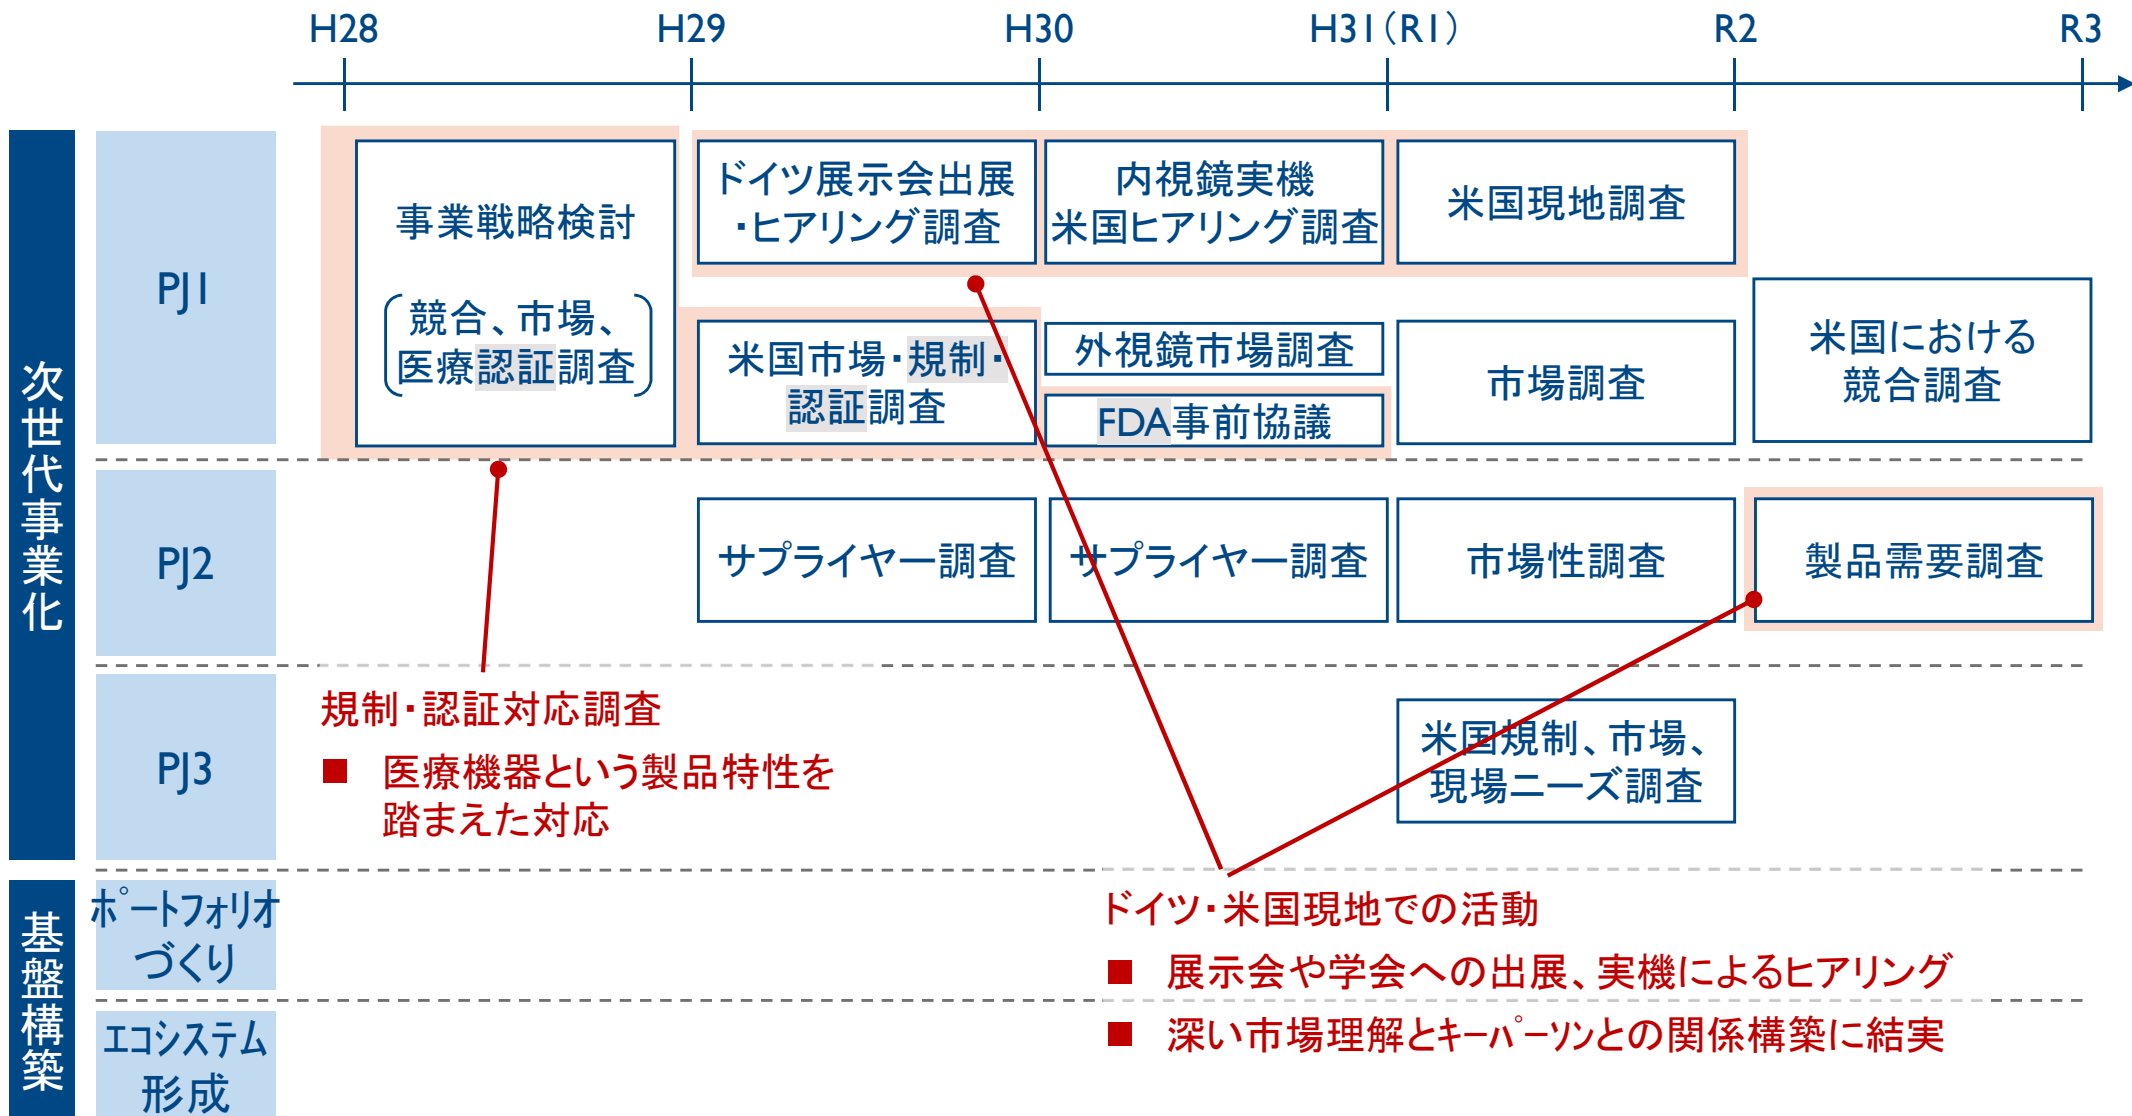 H28
H29
H30
H31(R1)
R2
R3
次世代事業化
PJ1
事業戦略検討
競合、市場、
医療認証調査
ドイツ展示会出展
・ヒアリング調査
内視鏡実機
米国ヒアリング調査
米国現地調査
米国市場・規制・
認証調査
外視鏡市場調査
FDA事前協議
市場調査
米国における
競合調査
PJ2
サプライヤー調査
サプライヤー調査
市場性調査
製品需要調査
PJ3
規制・認証対応調査
■ 医療機器という製品特性を
踏まえた対応
米国規制、市場、
現場ニーズ調査
基盤構築
ポートフォリオ
づくり
エコシステム
形成
ドイツ・米国現地での活動
■ 展示会や学会への出展、実機によるヒアリング
■ 深い市場理解とキーパーソンとの関係構築に結実